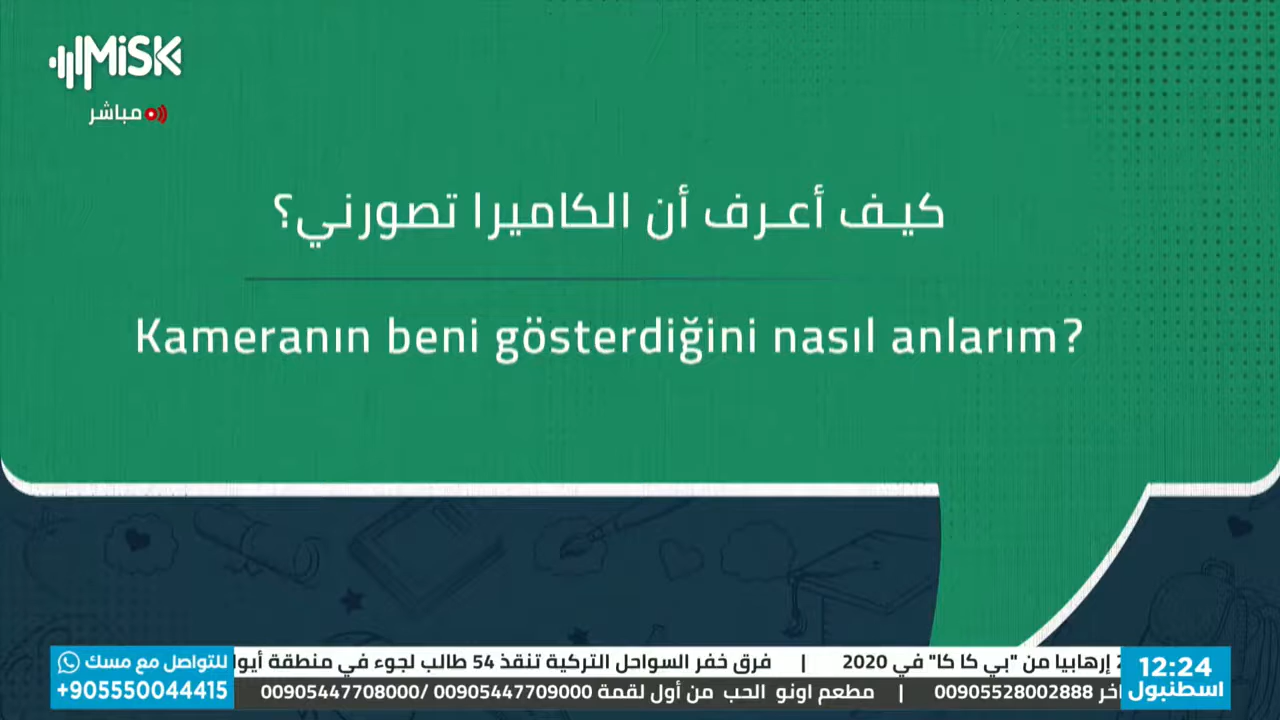 MiSK
مباشر
كيف أعرف أن الكاميرا تصورني؟
Kameranın beni gösterdiğini nasıl anlarım?
إرهابيا من "بي كا كا" في 2020 | فرق خفر السواحل التركية تنقذ 54 طالب لجوء في منطقة
00905528002888 | مطعم اونو الحب من أول لقمة 00905447709000 /00905447708000
للتواصل مع مسك
+905550044415
12:24
اسطنبول